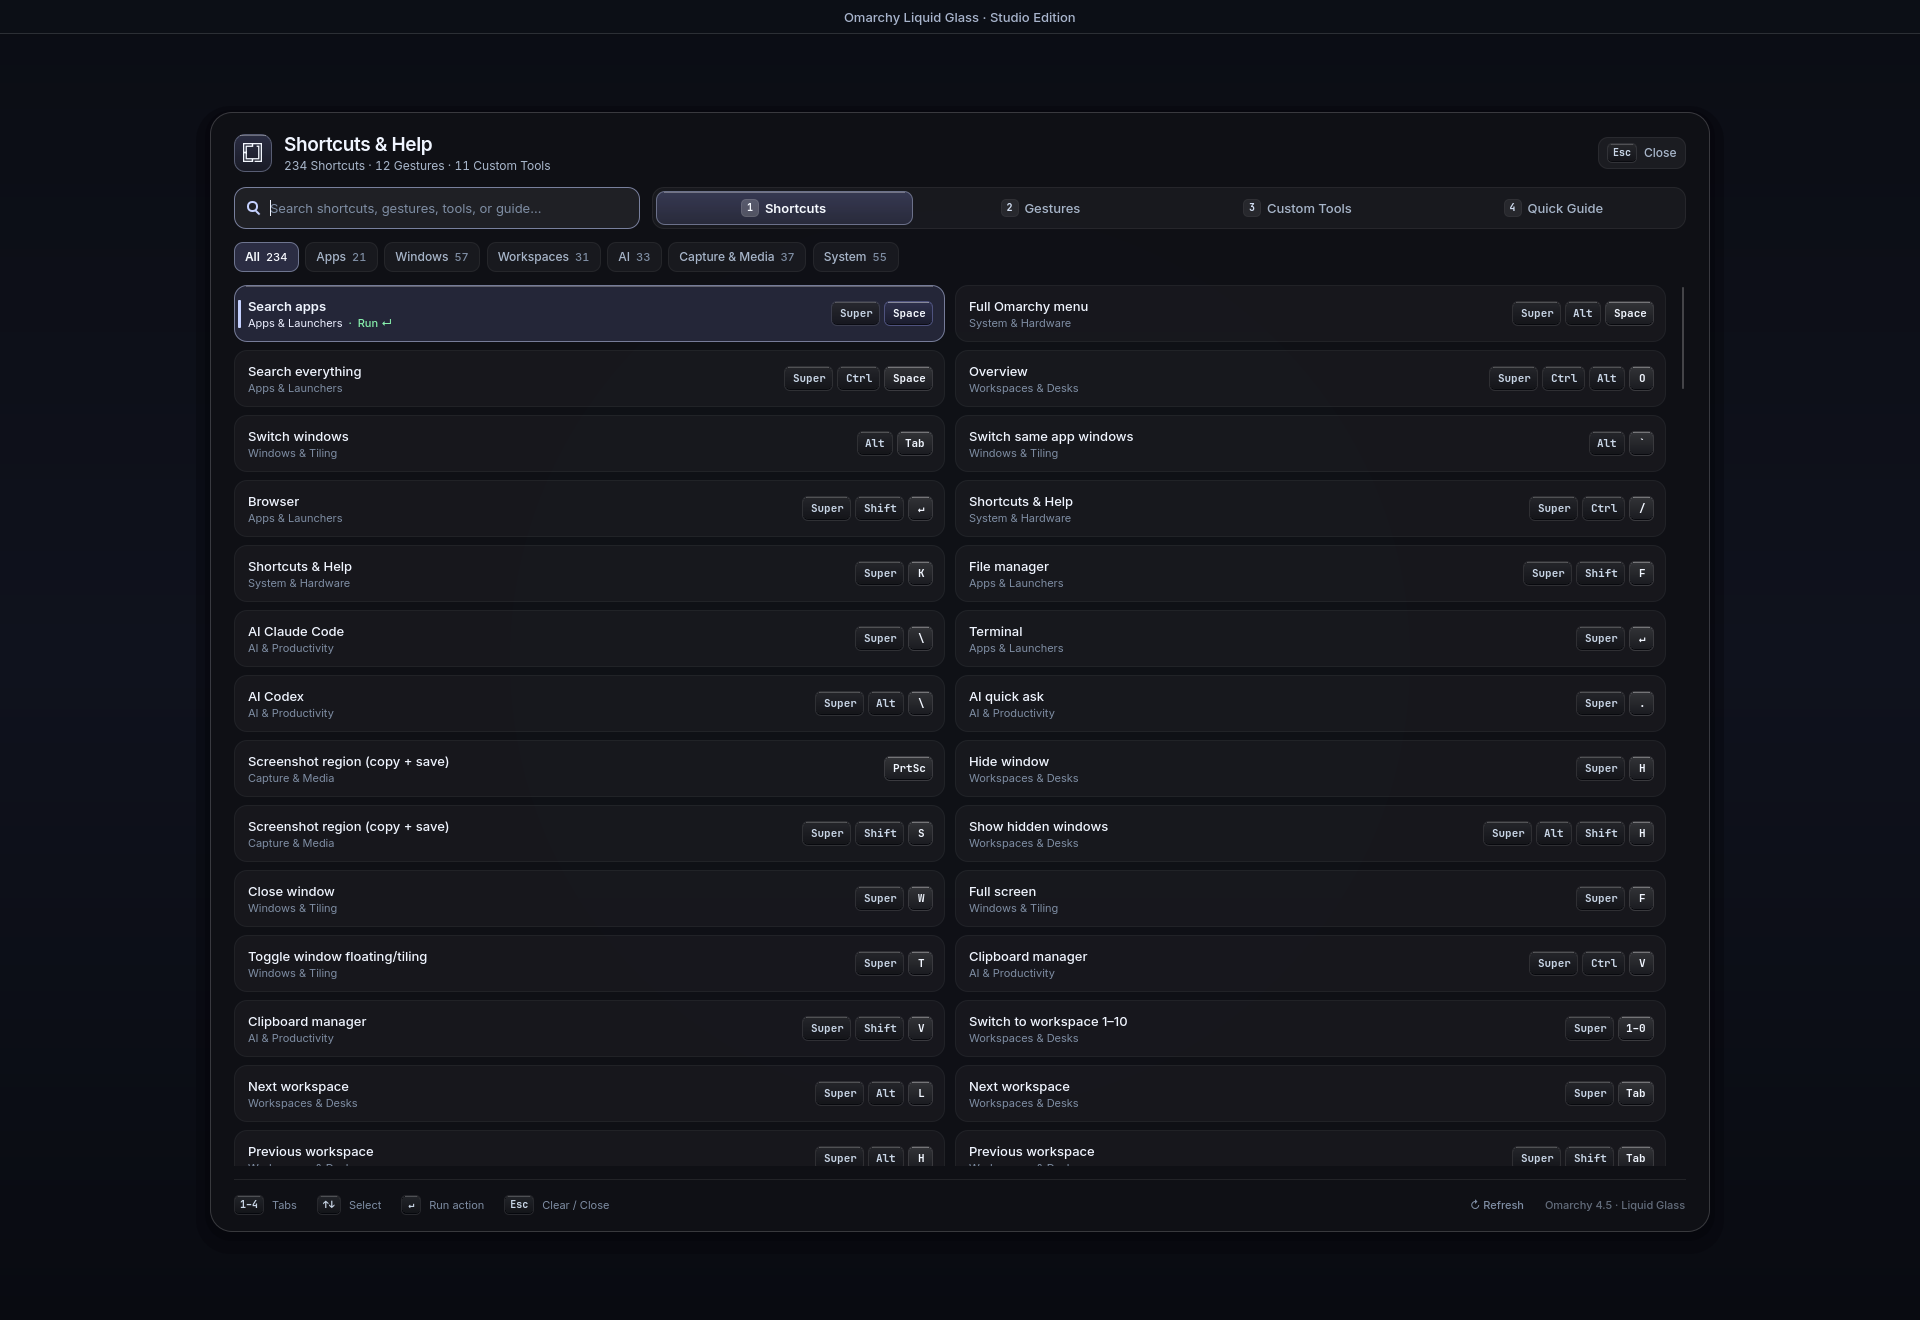 Omarchy Liquid Glass · Studio Edition
Shortcuts & Help
234 Shortcuts · 12 Gestures · 11 Custom Tools
Esc Close
Search shortcuts, gestures, tools, or guide...
1 Shortcuts
2 Gestures
3 Custom Tools
4 Quick Guide
All 234
Apps 21
Windows 57
Workspaces 31
AI 33
Capture & Media 37
System 55
Search apps
Apps & Launchers · Run ↵
Super Space
Full Omarchy menu
System & Hardware
Super Alt Space
Search everything
Apps & Launchers
Super Ctrl Space
Overview
Workspaces & Desks
Super Ctrl Alt O
Switch windows
Windows & Tiling
Alt Tab
Switch same app windows
Windows & Tiling
Alt `
Browser
Apps & Launchers
Super Shift ↵
Shortcuts & Help
System & Hardware
Super Ctrl /
Shortcuts & Help
System & Hardware
Super K
File manager
Apps & Launchers
Super Shift F
AI Claude Code
AI & Productivity
Super \
Terminal
Apps & Launchers
Super ↵
AI Codex
AI & Productivity
Super Alt \
AI quick ask
AI & Productivity
Super .
Screenshot region (copy + save)
Capture & Media
PrtSc
Hide window
Workspaces & Desks
Super H
Screenshot region (copy + save)
Capture & Media
Super Shift S
Show hidden windows
Workspaces & Desks
Super Alt Shift H
Close window
Windows & Tiling
Super W
Full screen
Windows & Tiling
Super F
Toggle window floating/tiling
Windows & Tiling
Super T
Clipboard manager
AI & Productivity
Super Ctrl V
Clipboard manager
AI & Productivity
Super Shift V
Switch to workspace 1–10
Workspaces & Desks
Super 1–0
Next workspace
Workspaces & Desks
Super Alt L
Next workspace
Workspaces & Desks
Super Tab
Previous workspace
Super Alt H
Previous workspace
Super Shift Tab
1–4 Tabs
↑↓ Select
↵ Run action
Esc Clear / Close
↻ Refresh
Omarchy 4.5 · Liquid Glass